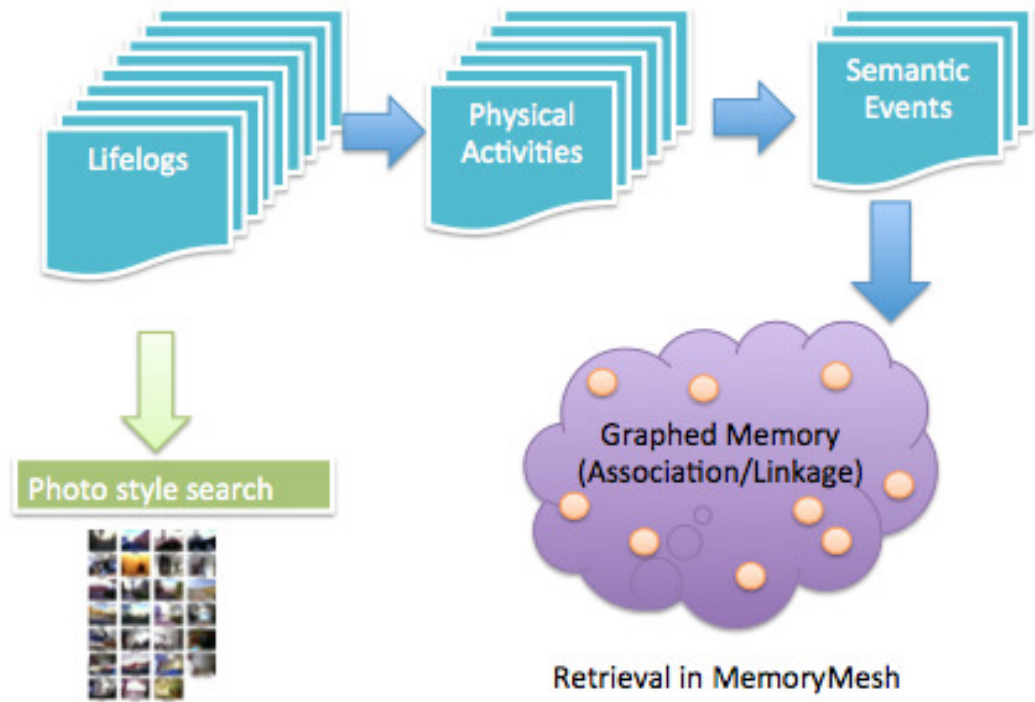 Lifelogs
Physical
Activities
Semantic
Events
Photo style search
Graphed Memory
(Association/Linkage)
Retrieval in MemoryMesh